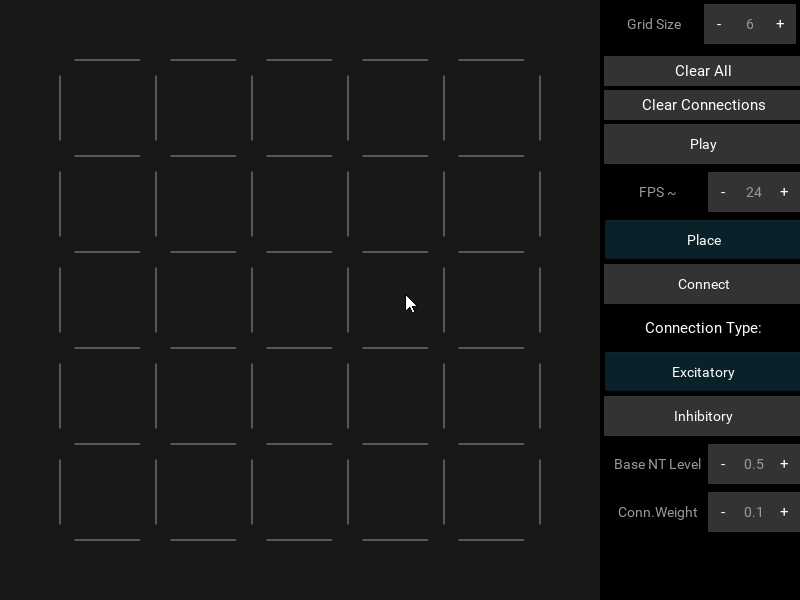 Grid Size - 6 +
Clear All
Clear Connections
Play
FPS ~ - 24 +
Place
Connect
Connection Type:
Excitatory
Inhibitory
Base NT Level - 0.5 +
Conn.Weight - 0.1 +